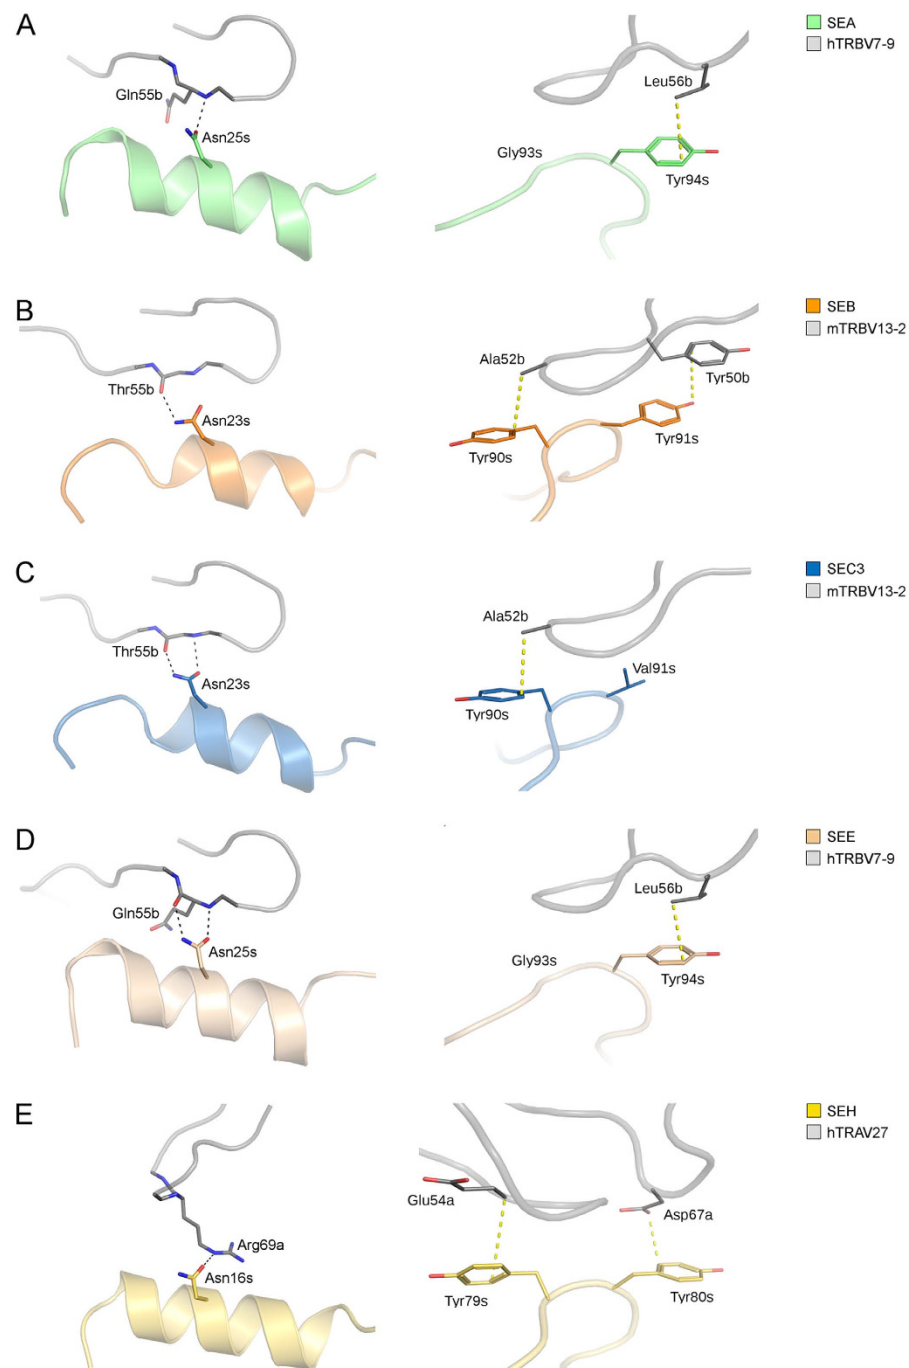 A
Gln55b
Asn25s
Leu56b
Gly93s
Tyr94s
SEA
hTRBV7-9
B
Thr55b
Asn23s
Ala52b
Tyr50b
Tyr90s
Tyr91s
SEB
mTRBV13-2
C
Thr55b
Asn23s
Ala52b
Val91s
Tyr90s
SEC3
mTRBV13-2
D
Gln55b
Asn25s
Leu56b
Gly93s
Tyr94s
SEE
hTRBV7-9
E
Arg69a
Asn16s
Glu54a
Asp67a
Tyr79s
Tyr80s
SEH
hTRAV27